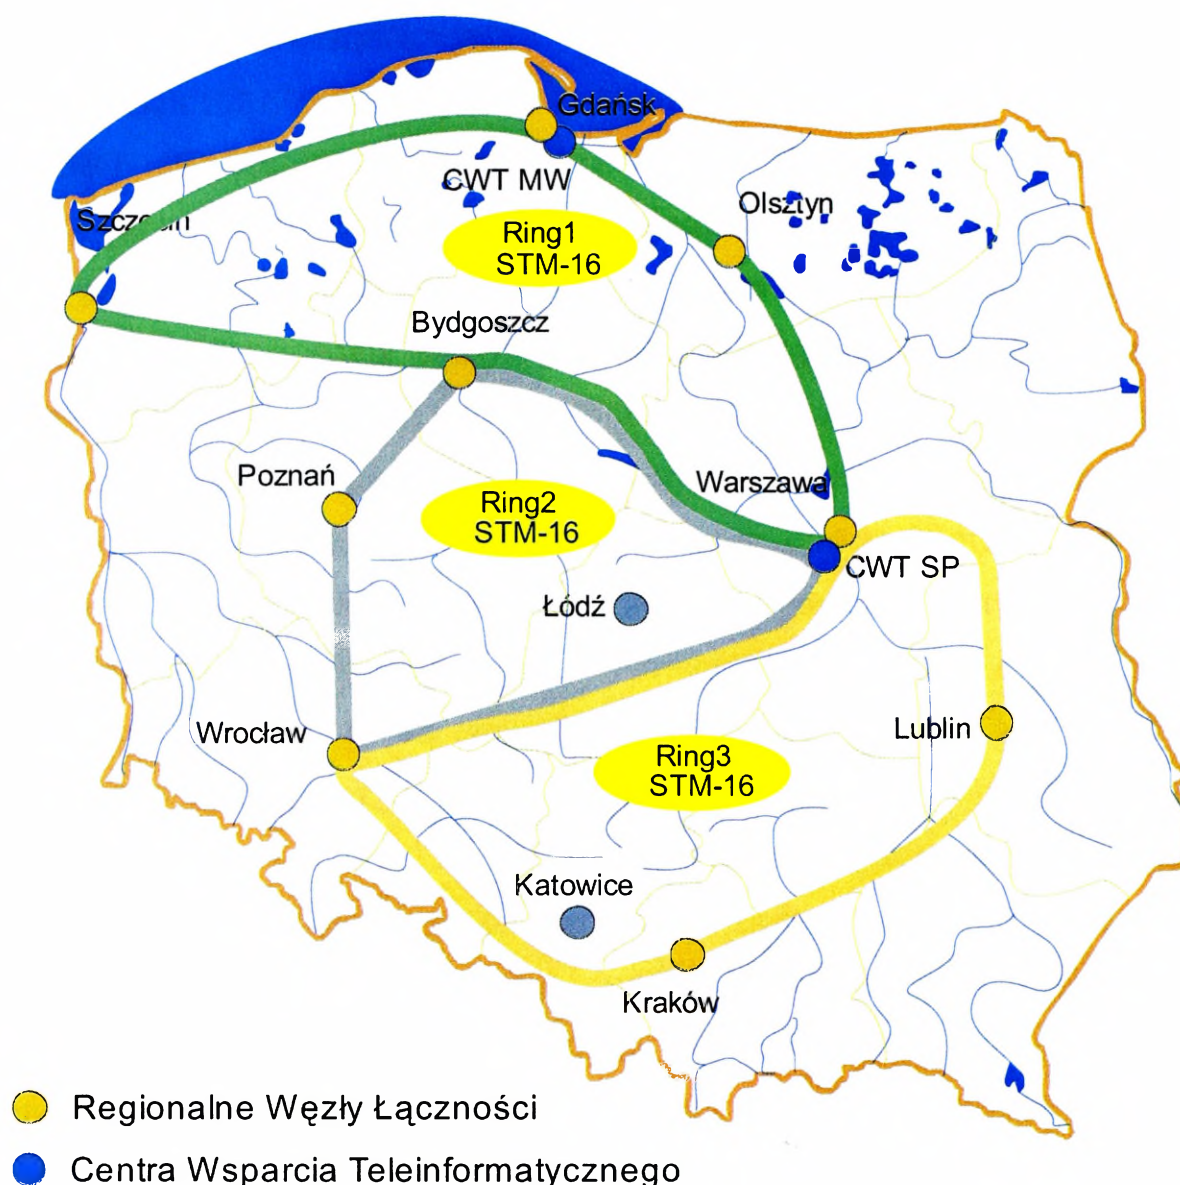 Gdańsk
CWT MW
Szczecin
Olsztyn
Ring1
STM-16
Bydgoszcz
Poznań
Warszawa
Ring2
STM-16
CWT SP
Łódź
Wrocław
Lublin
Ring3
STM-16
Katowice
Kraków
Regionalne Węzły Łączności
Centra Wsparcia Teleinformatycznego